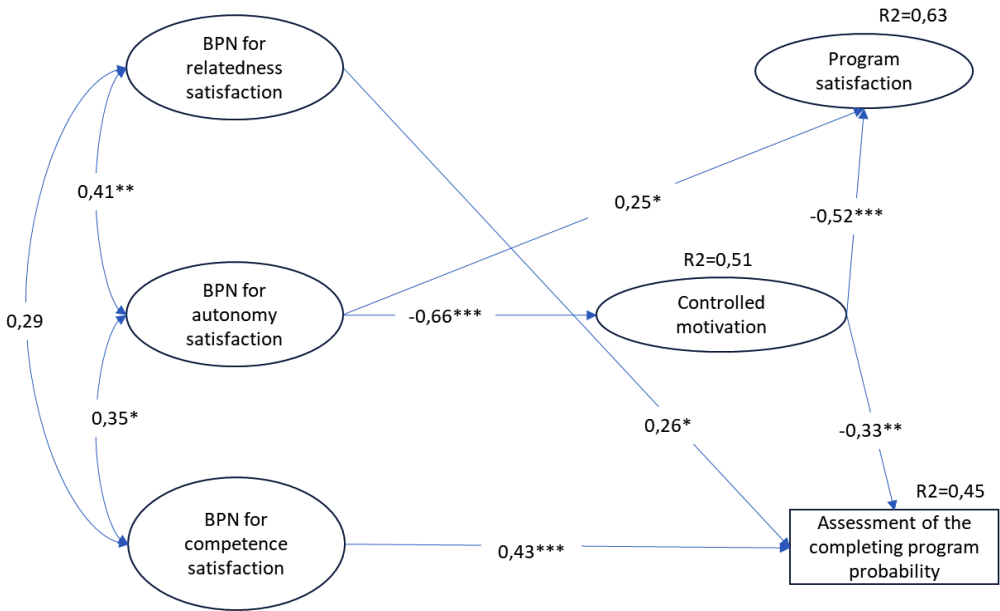 R2=0,63
BPN for
relatedness
satisfaction
Program
satisfaction
0,41**
0,25*
-0,52***
R2=0,51
BPN for
autonomy
satisfaction
-0,66***
Controlled
motivation
0,29
0,35*
0,26*
-0,33**
R2=0,45
BPN for
competence
satisfaction
0,43***
Assessment of the
completing program
probability